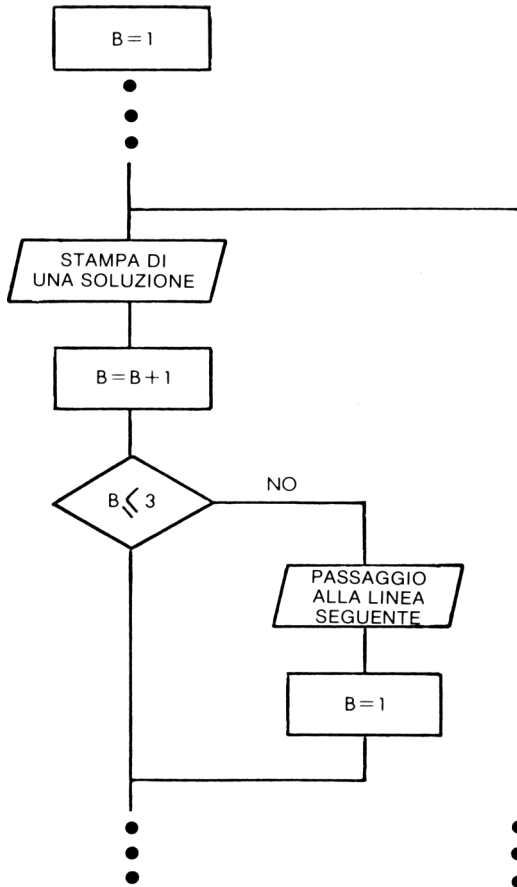 B=1
STAMPA DI
UNA SOLUZIONE
B=B+1
B≤3
NO
PASSAGGIO
ALLA LINEA
SEGUENTE
B=1